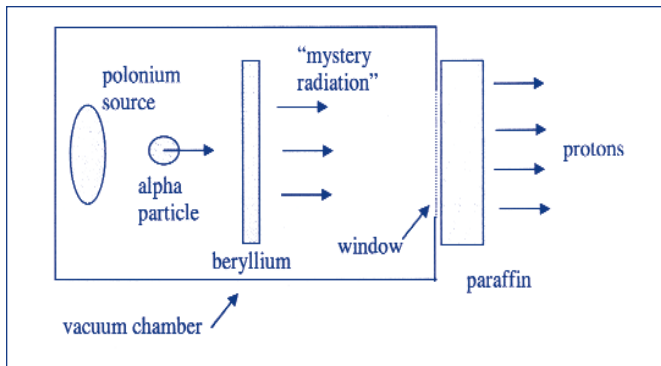 “mystery
radiation”
polonium
source
alpha
particle
beryllium
window
protons
paraffin
vacuum chamber